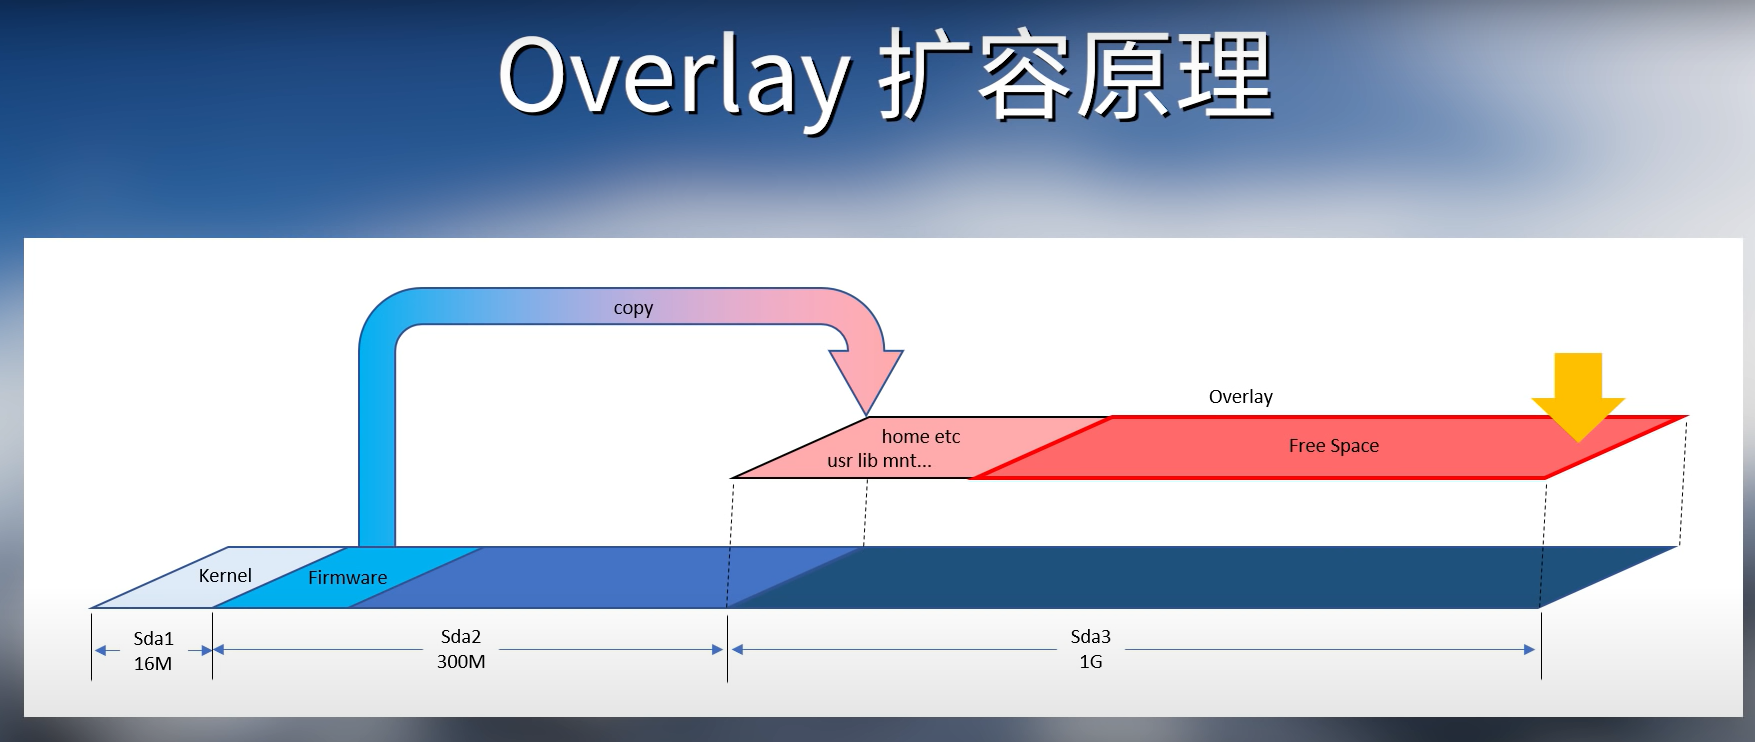 Overlay 扩容原理
copy
Overlay
home etc
usr lib mnt...
Free Space
Kernel
Firmware
Sda1
16M
Sda2
300M
Sda3
1G